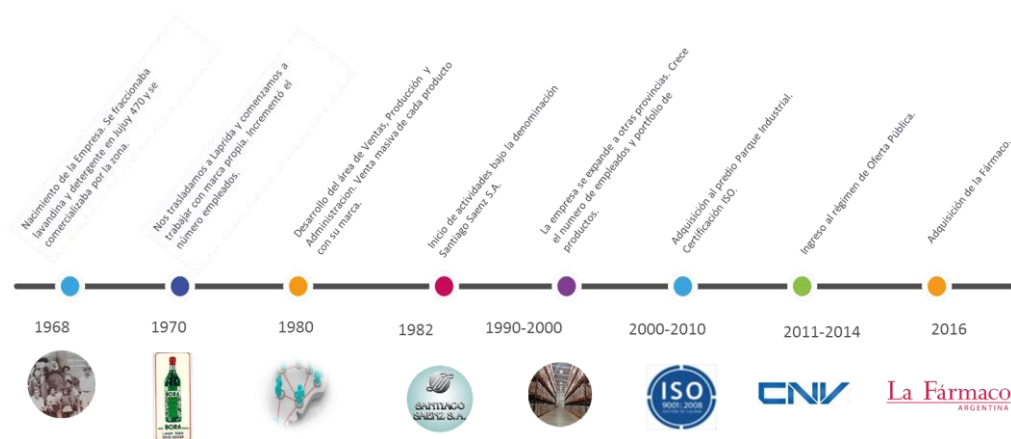 Nacimiento de la Empresa. Se fraccionaba
lavandina y detergente en Jujuy 470 y se
comercializaba por la zona.
Nos trasladamos a Laprida y comenzamos a
trabajar con marca propia. Incrementó el
número empleados.
Desarrollo del área de Ventas, Producción y
Administracion. Venta masiva de cada producto
con su marca.
Inicio de actividades bajo la denominación
Santiago Saenz S.A.
La empresa se expande a otras provincias. Crece
el numero de empleados y portfolio de
productos.
Adquisición al predio Parque Industrial.
Certificación ISO.
Ingreso al régimen de Oferta Pública.
Adquisición de la Fármaco.
1968
1970
1980
1982
1990-2000
2000-2010
2011-2014
2016
BORA
BORA
SANTIAGO
SAENZ S.A.
ISO
9001:2008
CNV
La Fármaco
ARGENTINA